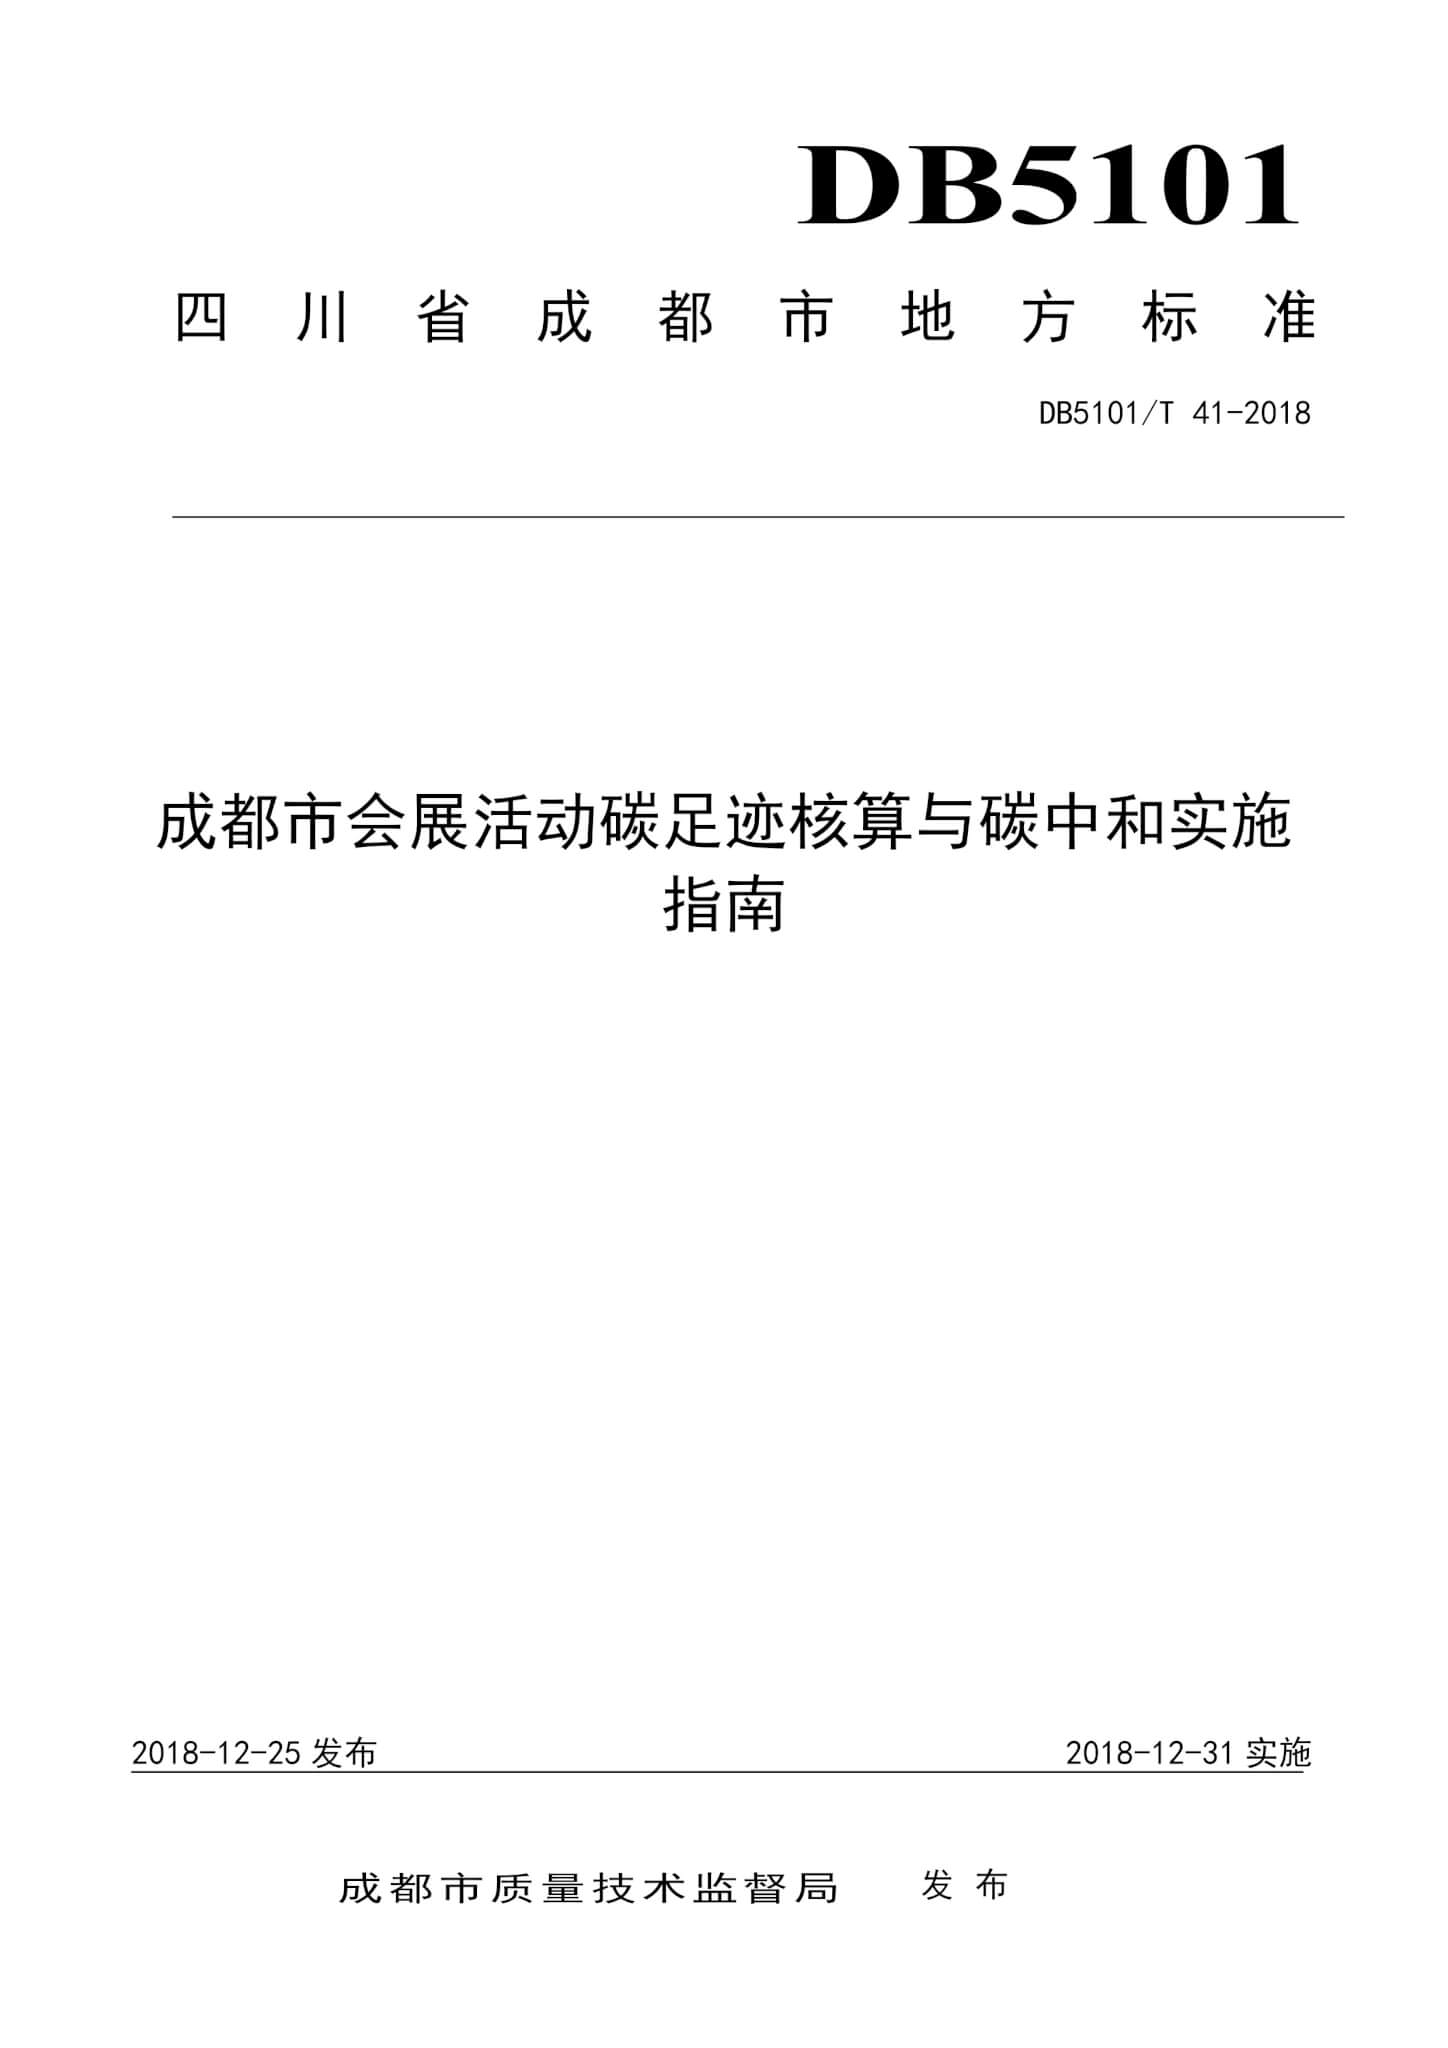 DB5101
四川省成都市地方标准
DB5101/T 41-2018
成都市会展活动碳足迹核算与碳中和实施
指南
2018-12-25 发布
2018-12-31 实施
成都市质量技术监督局 发布